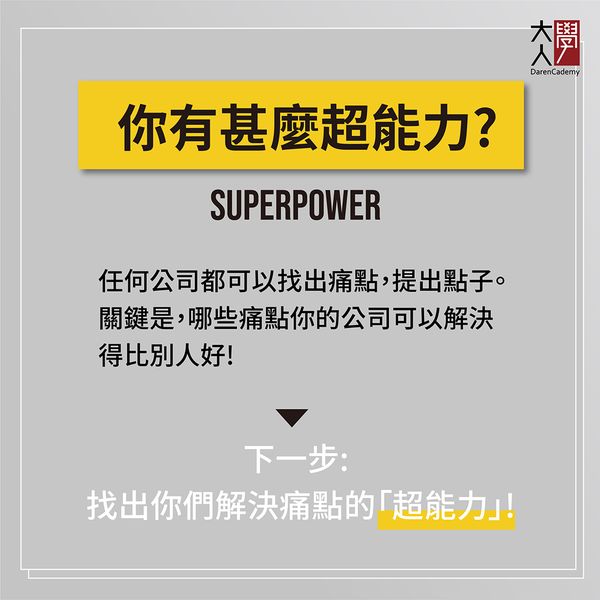 大人學
DarenCademy
你有甚麼超能力?
SUPERPOWER
任何公司都可以找出痛點，提出點子。
關鍵是，哪些痛點你的公司可以解決
得比別人好!
下一步:
找出你們解決痛點的「超能力」!